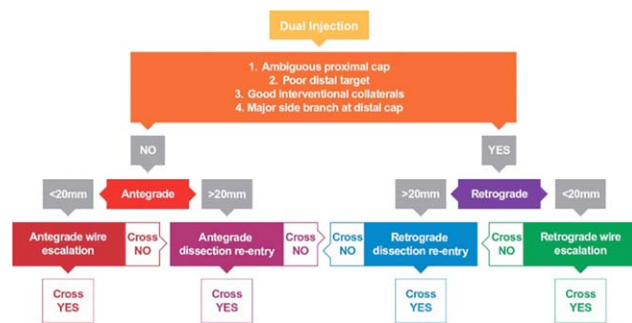 Dual Injection
1. Ambiguous proximal cap
2. Poor distal target
3. Good interventional collaterals
4. Major side branch at distal cap
NO
YES
<20mm
Antegrade
>20mm
>20mm
Retrograde
<20mm
Antegrade wire
escalation
Cross
NO
Antegrade
dissection re-entry
Cross
NO
Cross
NO
Retrograde
dissection re-entry
Cross
NO
Retrograde wire
escalation
Cross
YES
Cross
YES
Cross
YES
Cross
YES